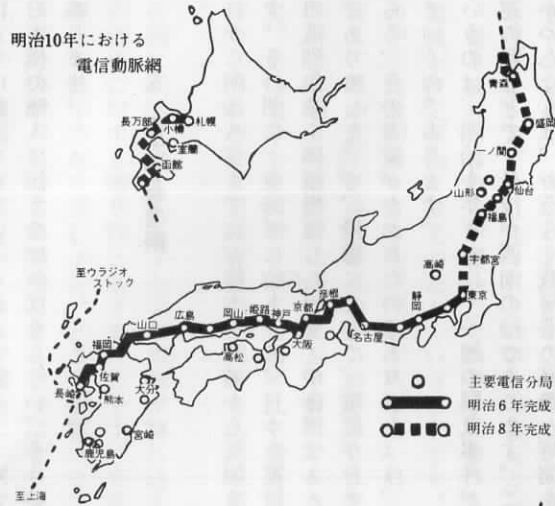 明治10年における
電信動脈網
長万部
小樽
札幌
室蘭
函館
青森
盛岡
一ノ関
山形
仙台
福島
宇都宮
高崎
東京
静岡
名古屋
彦根
京都
大阪
神戸
姫路
岡山
広島
山口
高松
福岡
佐賀
長崎
熊本
大分
宮崎
鹿児島
至ウラジオ
ストック
至上海
主要電信分局
明治6年完成
明治8年完成